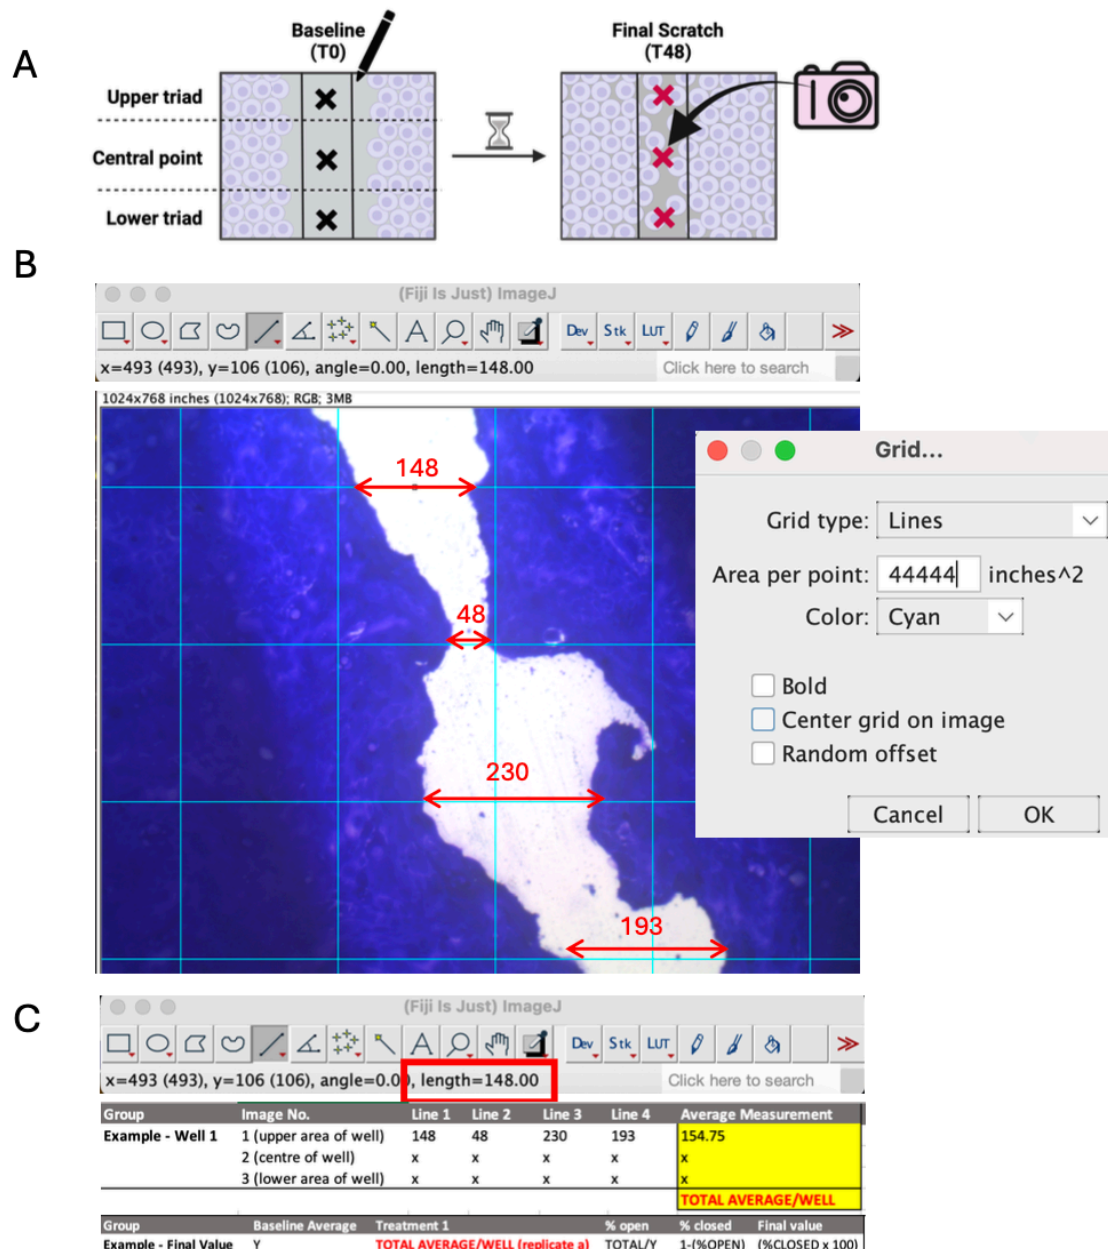 A
Baseline
(T0)
Final Scratch
(T48)
Upper triad
Central point
Lower triad
B
(Fiji Is Just) ImageJ
Dev Stk LUT
x=493 (493), y=106 (106), angle=0.00, length=148.00
Click here to search
1024x768 inches (1024x768); RGB; 3MB
148
48
230
193
Grid...
Grid type: Lines
Area per point: 44444 inches^2
Color: Cyan
Bold
Center grid on image
Random offset
Cancel OK
C
(Fiji Is Just) ImageJ
Dev Stk LUT
x=493 (493), y=106 (106), angle=0.00, length=148.00
Click here to search
Group Image No. Line 1 Line 2 Line 3 Line 4 Average Measurement
Example - Well 1 1 (upper area of well) 148 48 230 193 154.75
2 (centre of well) x x x x x
3 (lower area of well) x x x x x
TOTAL AVERAGE/WELL
Group Baseline Average Treatment 1 % open % closed Final value
Example - Final Value Y TOTAL AVERAGE/WELL (replicate a) TOTAL/Y 1-(%OPEN) (%CLOSED x 100)